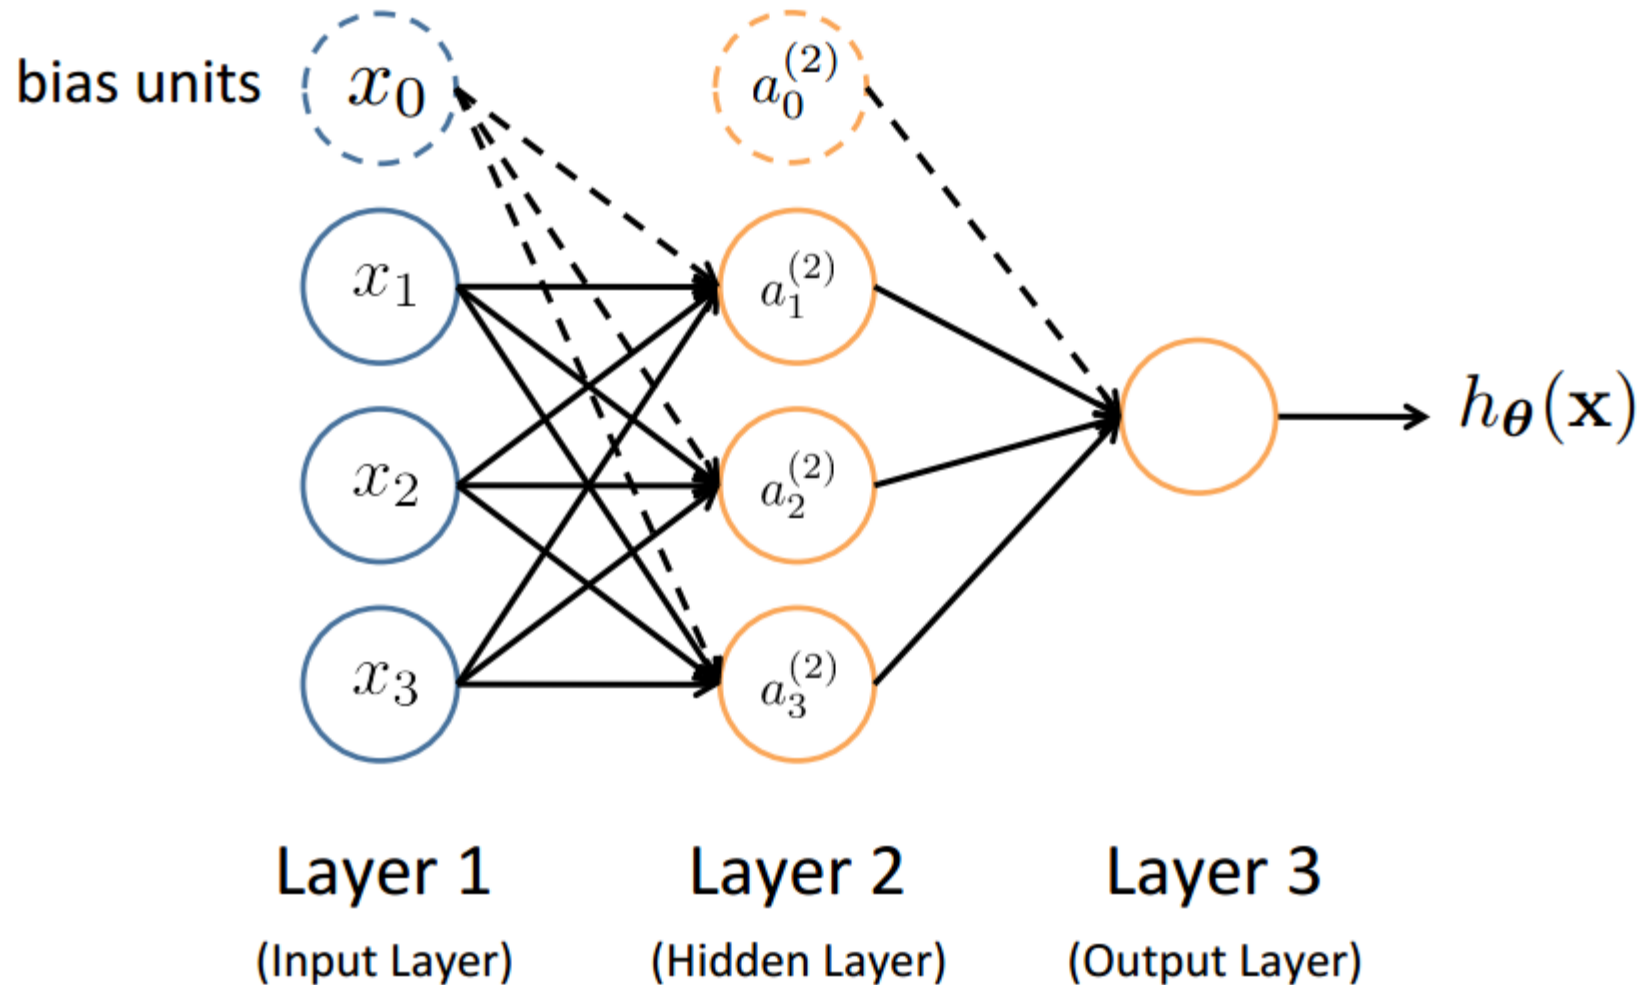 bias units
x₀
a₀⁽²⁾
x₁
a₁⁽²⁾
x₂
a₂⁽²⁾
x₃
a₃⁽²⁾
h_θ(x)
Layer 1
Layer 2
Layer 3
(Input Layer)
(Hidden Layer)
(Output Layer)